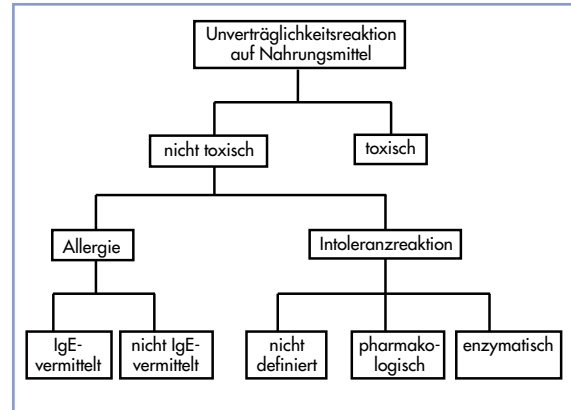 Unverträglichkeitsreaktion
auf Nahrungsmittel
nicht toxisch
toxisch
Allergie
Intoleranzreaktion
IgE-
vermittelt
nicht IgE-
vermittelt
nicht
definiert
pharmako-
logisch
enzymatisch